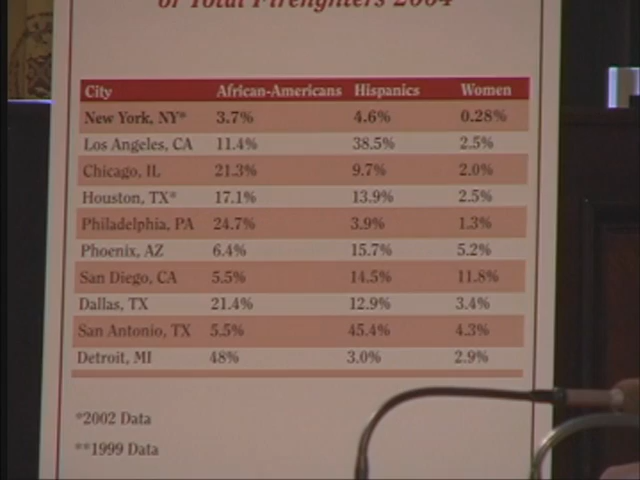 of Total Firefighters 2004
City African-Americans Hispanics Women
New York, NY* 3.7% 4.6% 0.28%
Los Angeles, CA 11.4% 38.5% 2.5%
Chicago, IL 21.3% 9.7% 2.0%
Houston, TX* 17.1% 13.9% 2.5%
Philadelphia, PA 24.7% 3.9% 1.3%
Phoenix, AZ 6.4% 15.7% 5.2%
San Diego, CA 5.5% 14.5% 11.8%
Dallas, TX 21.4% 12.9% 3.4%
San Antonio, TX 5.5% 45.4% 4.3%
Detroit, MI 48% 3.0% 2.9%
*2002 Data
**1999 Data